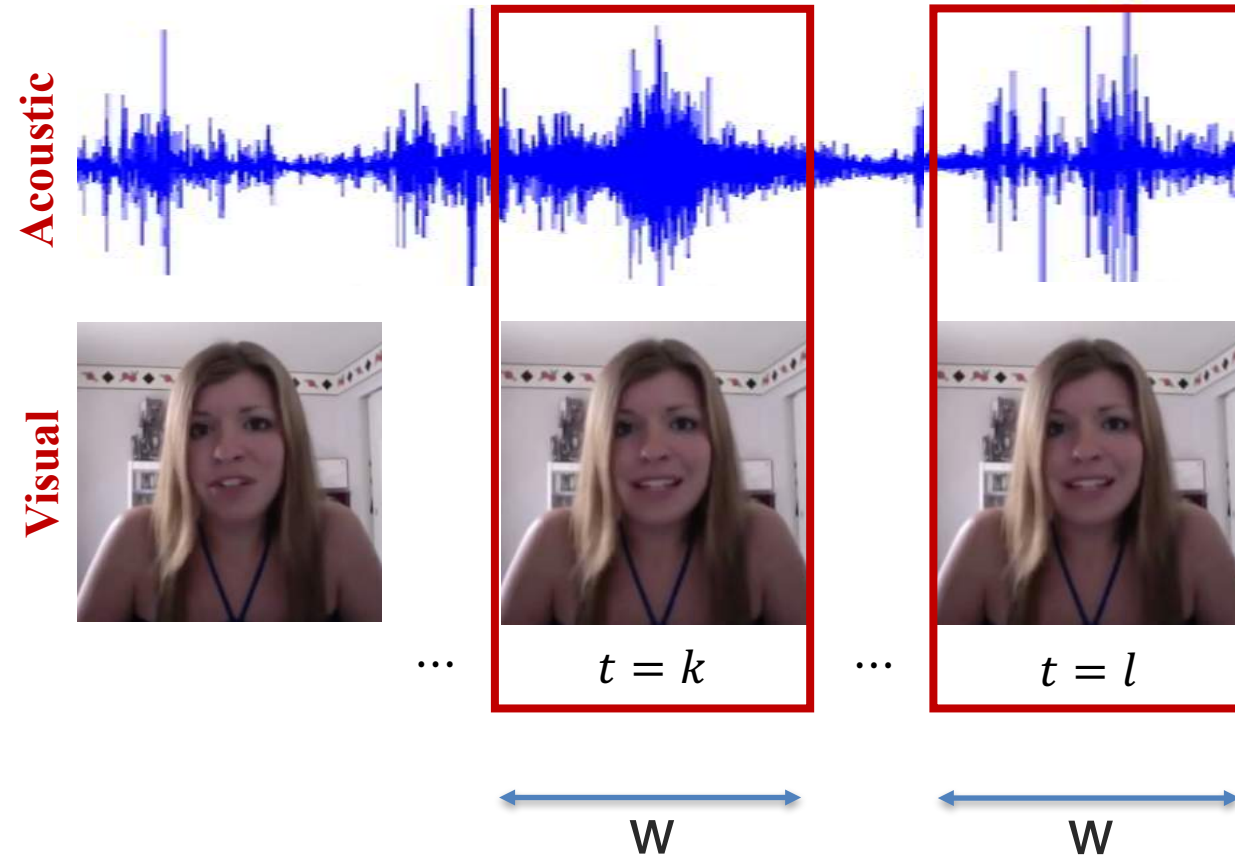 Acoustic
Visual
... t = k ... t = l
W W